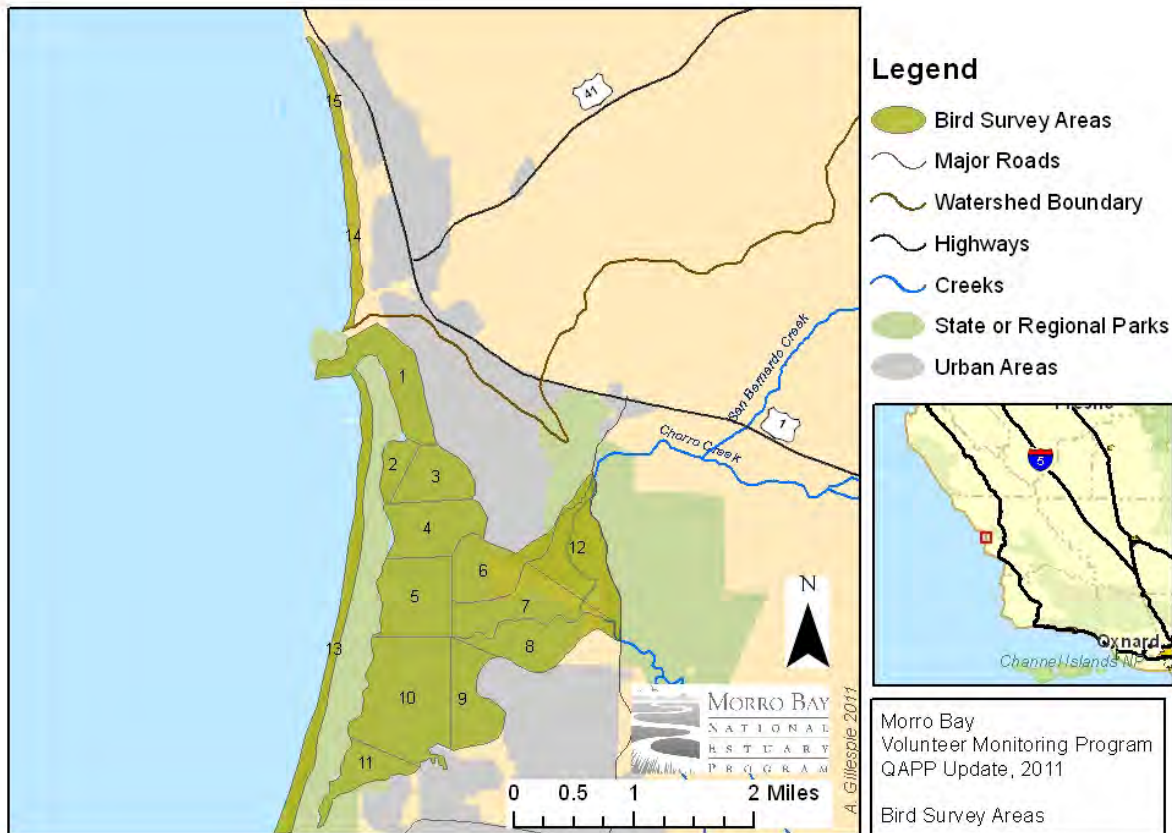 15
41
14
1
San Bernardo Creek
1
Chorro Creek
2
3
4
12
6
5
7
8
13
10
9
11
N
MORRO BAY
NATIONAL
ESTUARY
PROGRAM
A. Gillespie 2011
0 0.5 1 2 Miles
Legend
Bird Survey Areas
Major Roads
Watershed Boundary
Highways
Creeks
State or Regional Parks
Urban Areas
5
Oxnard
Channel Islands NP
Morro Bay
Volunteer Monitoring Program
QAPP Update, 2011
Bird Survey Areas